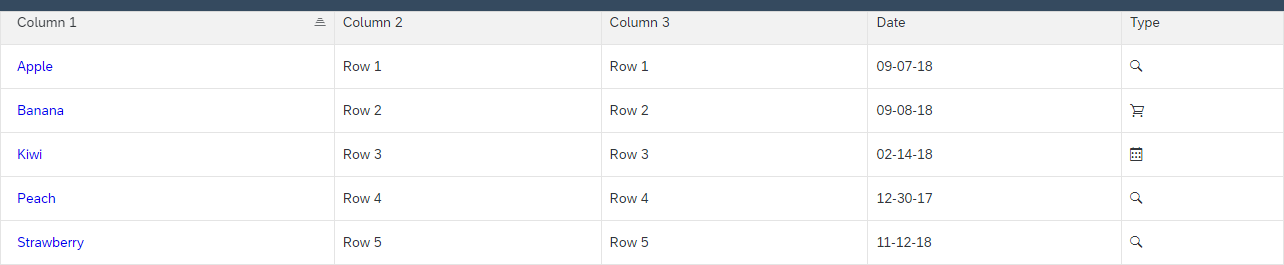 Column 1 Column 2 Column 3 Date Type
Apple Row 1 Row 1 09-07-18
Banana Row 2 Row 2 09-08-18
Kiwi Row 3 Row 3 02-14-18
Peach Row 4 Row 4 12-30-17
Strawberry Row 5 Row 5 11-12-18